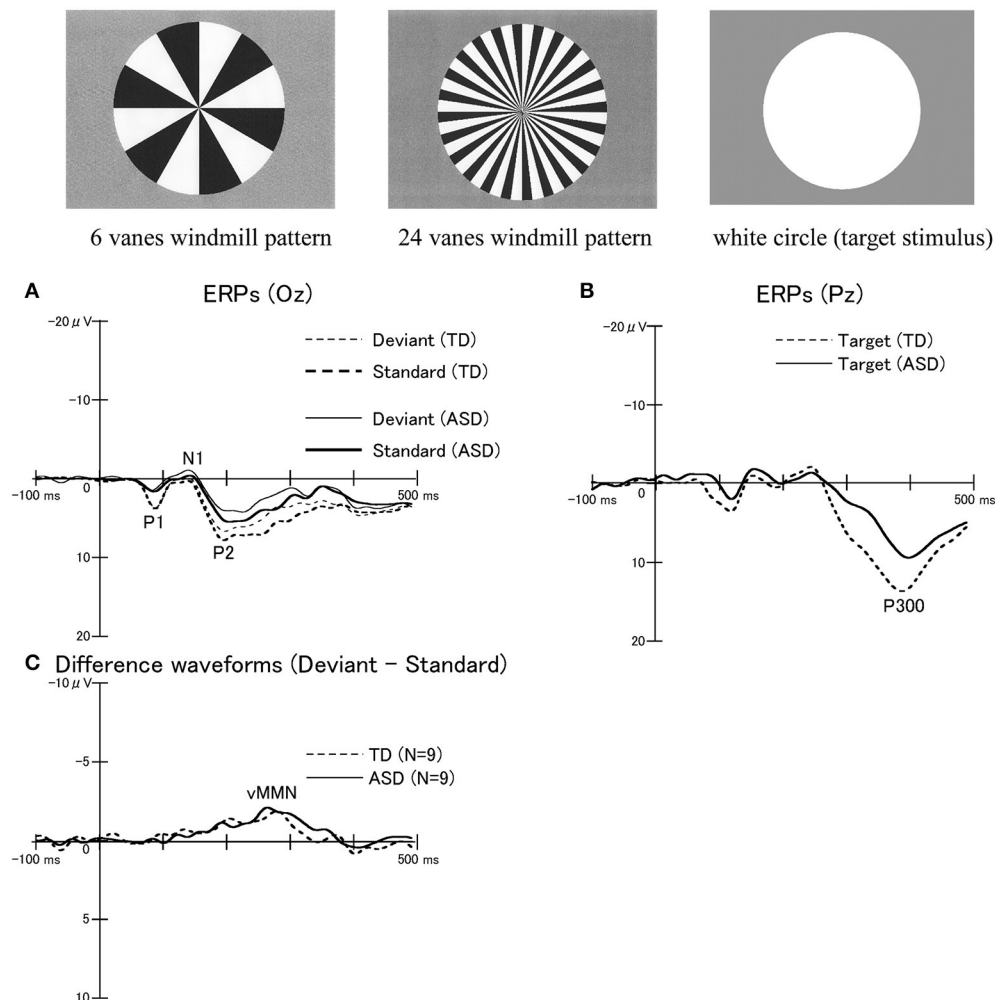 6 vanes windmill pattern
24 vanes windmill pattern
white circle (target stimulus)
A
ERPs (Oz)
-20 μV
-10
0
10
20
-100 ms
500 ms
Deviant (TD)
Standard (TD)
Deviant (ASD)
Standard (ASD)
N1
P1
P2
B
ERPs (Pz)
-20 μV
-10
0
10
20
-100 ms
500 ms
Target (TD)
Target (ASD)
P300
C Difference waveforms (Deviant - Standard)
-10 μV
-5
0
5
10
-100 ms
500 ms
TD (N=9)
ASD (N=9)
vMMN